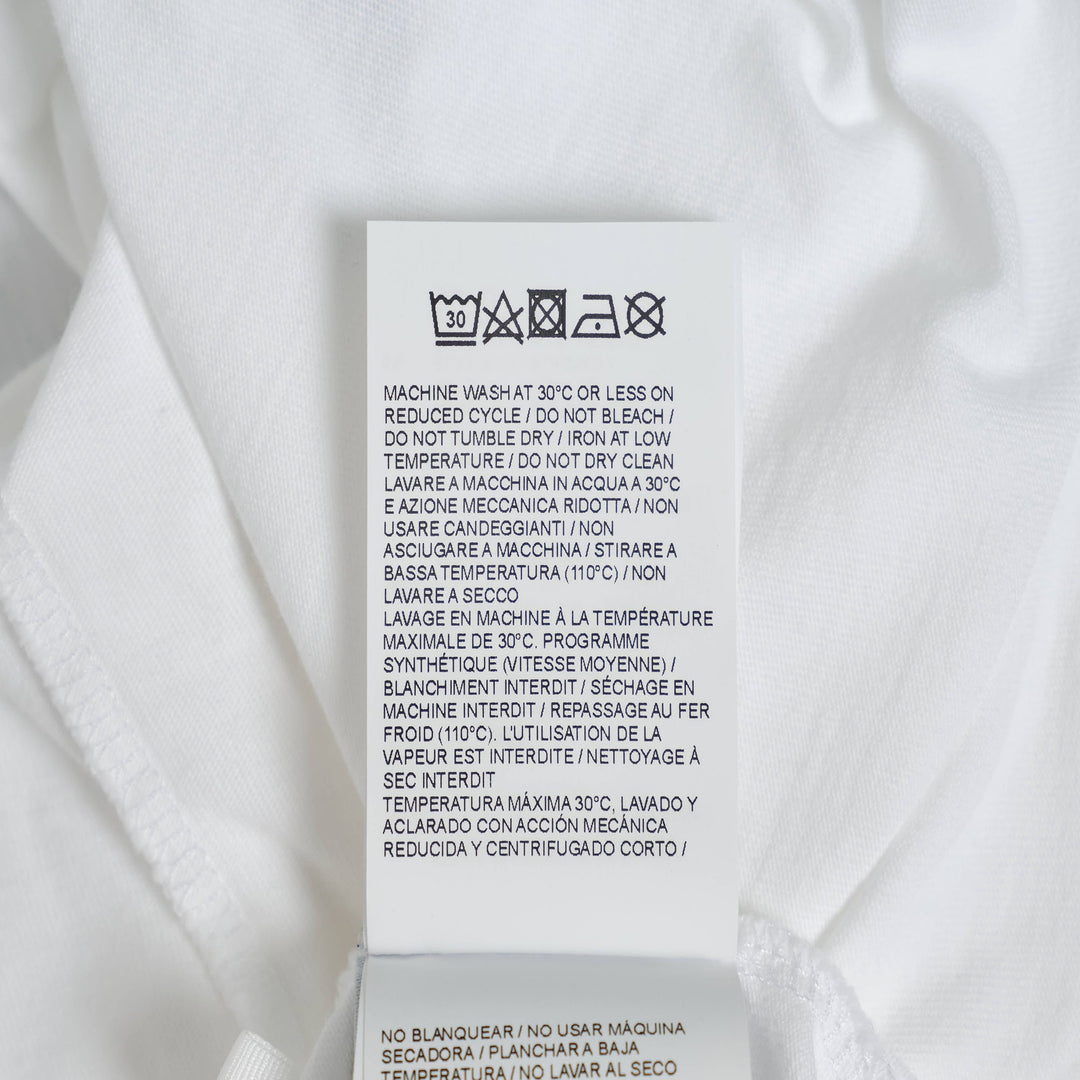 30
MACHINE WASH AT 30°C OR LESS ON
REDUCED CYCLE / DO NOT BLEACH /
DO NOT TUMBLE DRY / IRON AT LOW
TEMPERATURE / DO NOT DRY CLEAN
LAVARE A MACCHINA IN ACQUA A 30°C
E AZIONE MECCANICA RIDOTTA / NON
USARE CANDEGGIANTI / NON
ASCIUGARE A MACCHINA / STIRARE A
BASSA TEMPERATURA (110°C) / NON
LAVARE A SECCO
LAVAGE EN MACHINE À LA TEMPÉRATURE
MAXIMALE DE 30°C. PROGRAMME
SYNTHÉTIQUE (VITESSE MOYENNE) /
BLANCHIMENT INTERDIT / SÉCHAGE EN
MACHINE INTERDIT / REPASSAGE AU FER
FROID (110°C). L'UTILISATION DE LA
VAPEUR EST INTERDITE / NETTOYAGE À
SEC INTERDIT
TEMPERATURA MÁXIMA 30°C, LAVADO Y
ACLARADO CON ACCIÓN MECÁNICA
REDUCIDA Y CENTRIFUGADO CORTO /
NO BLANQUEAR / NO USAR MÁQUINA
SECADORA / PLANCHAR A BAJA
TEMPERATURA / NO LAVAR AL SECO